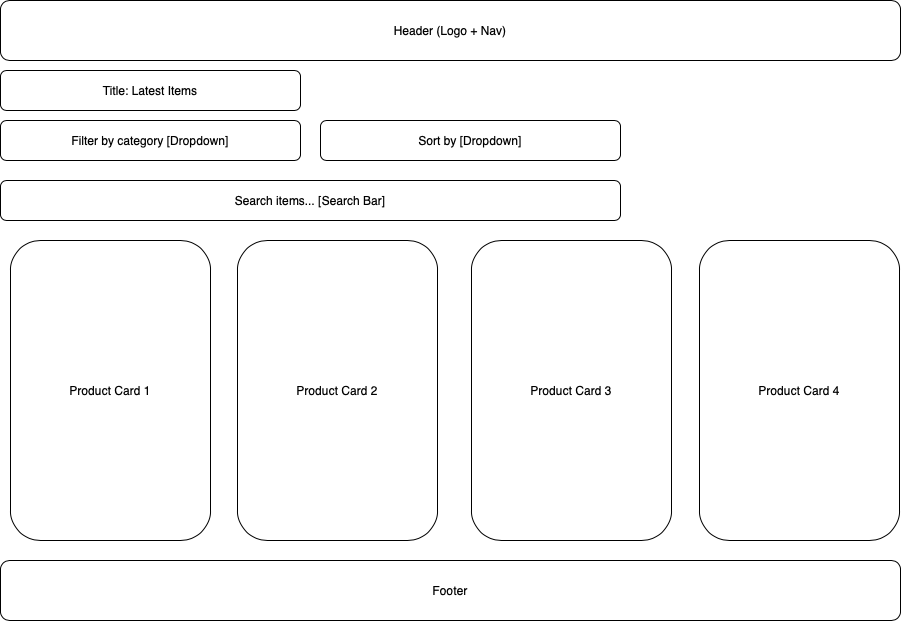 Header (Logo + Nav)
Title: Latest Items
Filter by category [Dropdown]
Sort by [Dropdown]
Search items... [Search Bar]
Product Card 1
Product Card 2
Product Card 3
Product Card 4
Footer